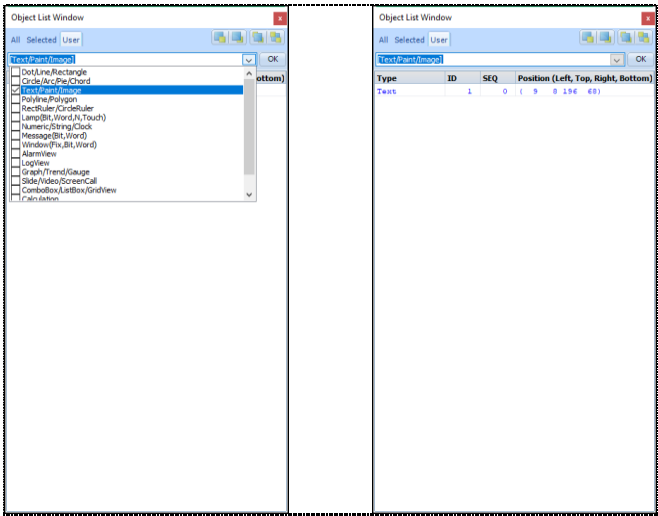 Object List Window
x
All Selected User
[Text/Paint/Image]
OK
ottom)
Dot/Line/Rectangle
Circle/Arc/Pie/Chord
Text/Paint/Image
Polyline/Polygon
RectRuler/CircleRuler
Lamp(Bit,Word,N,Touch)
Numeric/String/Clock
Message(Bit,Word)
Window(Fix,Bit,Word)
AlarmView
LogView
Graph/Trend/Gauge
Slide/Video/ScreenCall
ComboBox/ListBox/GridView
Calculation
Object List Window
x
All Selected User
[Text/Paint/Image]
OK
Type ID SEQ Position (Left, Top, Right, Bottom)
Text 1 0 ( 9 8 196 68)